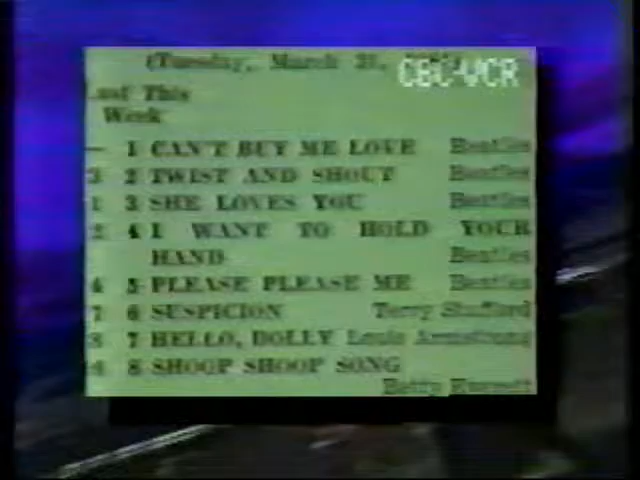 (Tuesday, March 31,
CBC-VCR
Last This
Week
— 1 CAN'T BUY ME LOVE Beatles
3 2 TWIST AND SHOUT Beatles
1 3 SHE LOVES YOU Beatles
2 4 I WANT TO HOLD YOUR
HAND Beatles
4 5 PLEASE PLEASE ME Beatles
7 6 SUSPICION Terry Stafford
8 7 HELLO, DOLLY Louis Armstrong
8 SHOOP SHOOP SONG
Betty Everett